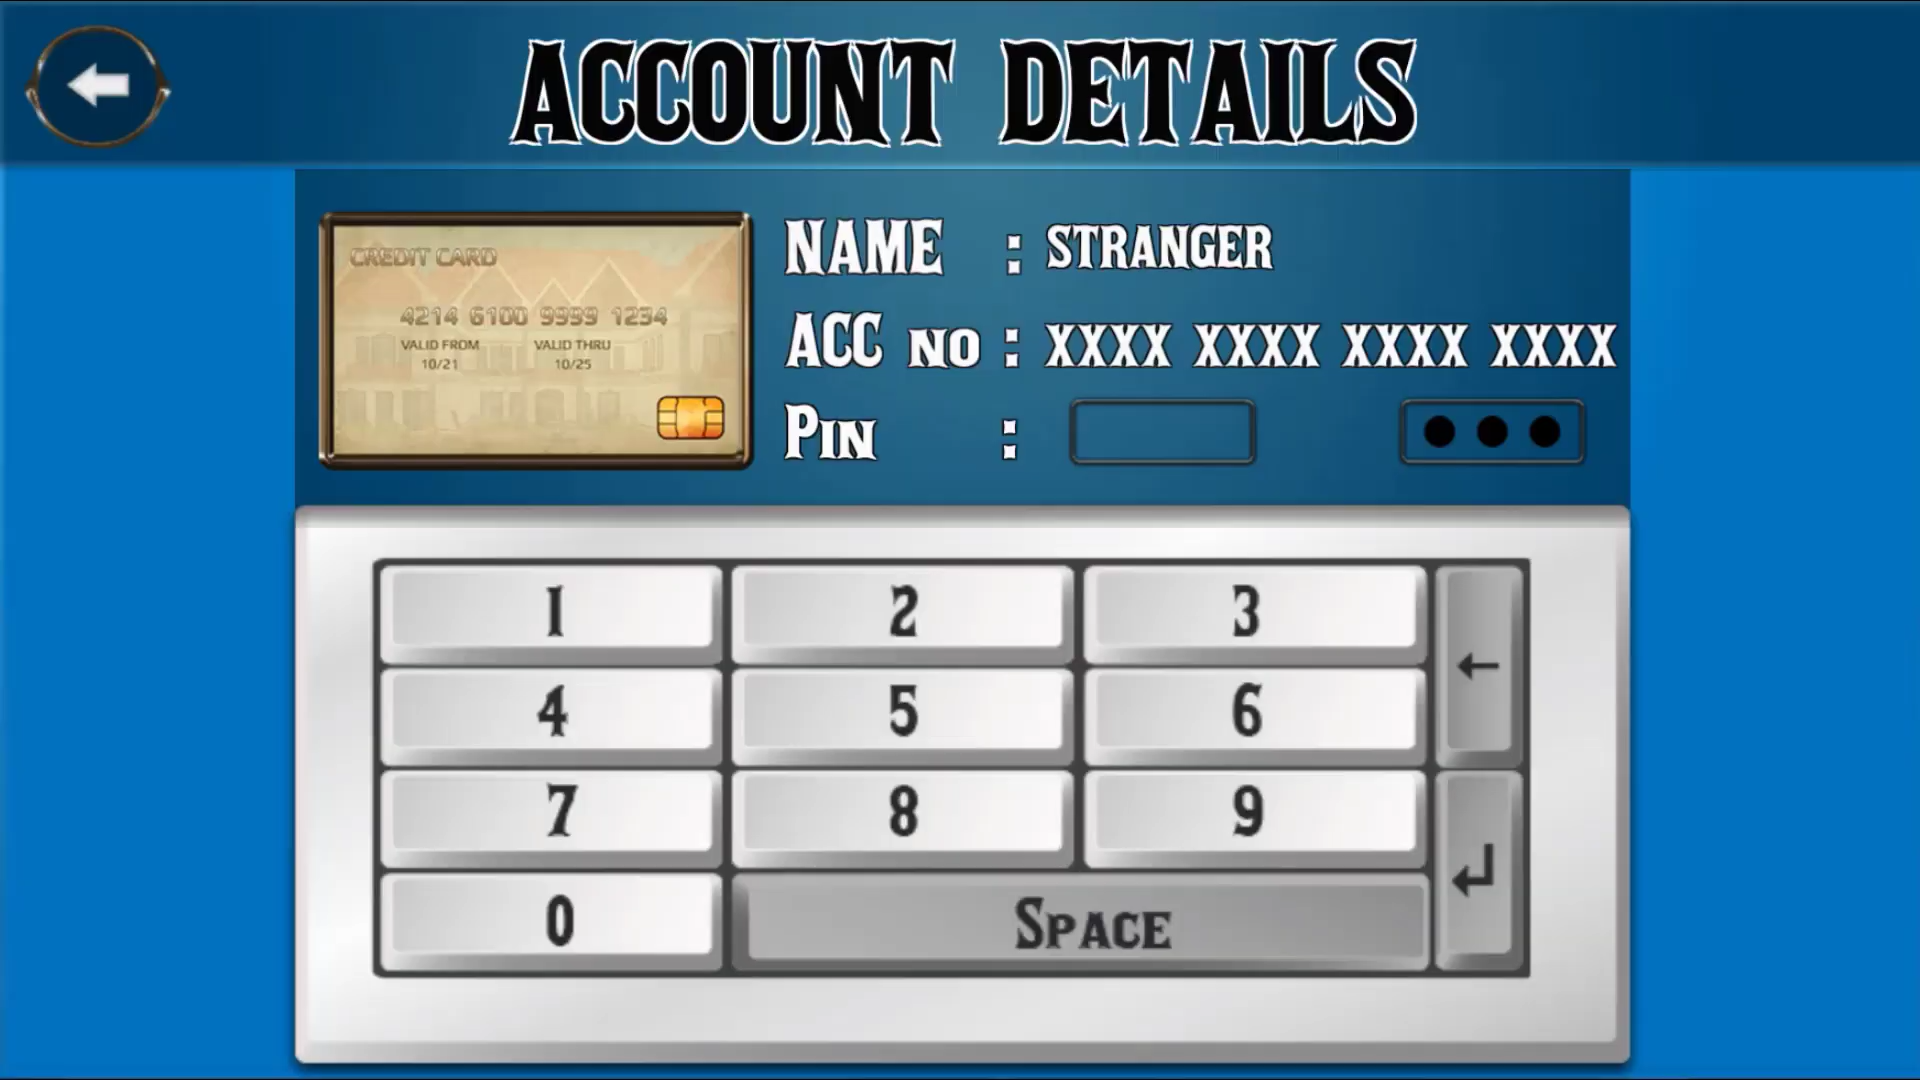 ACCOUNT DETAILS
CREDIT CARD
4214 6100 9999 1234
VALID FROM VALID THRU
10/21 10/25
NAME : STRANGER
ACC NO : XXXX XXXX XXXX XXXX
PIN :
1 2 3
←
4 5 6
7 8 9
↵
0 SPACE